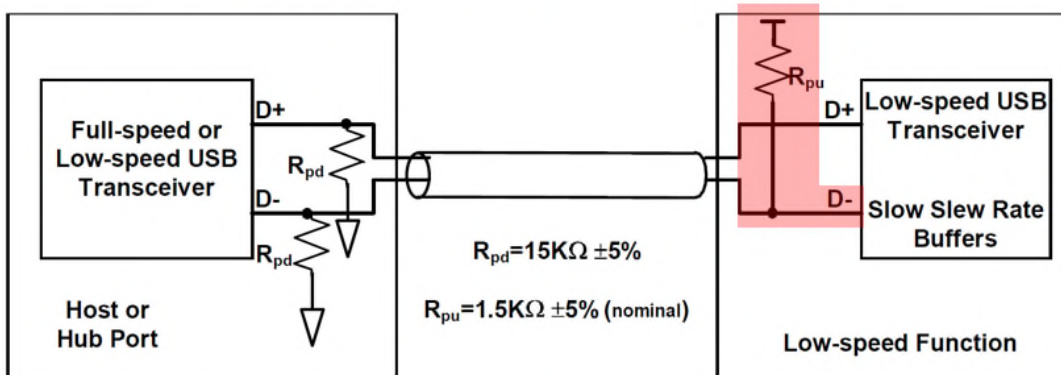 D+
Full-speed or
Low-speed USB
Transceiver
Rpd
D-
Rpd
Host or
Hub Port
Rpd=15KΩ ±5%
Rpu=1.5KΩ ±5% (nominal)
Rpu
D+
Low-speed USB
Transceiver
D-
Slow Slew Rate
Buffers
Low-speed Function